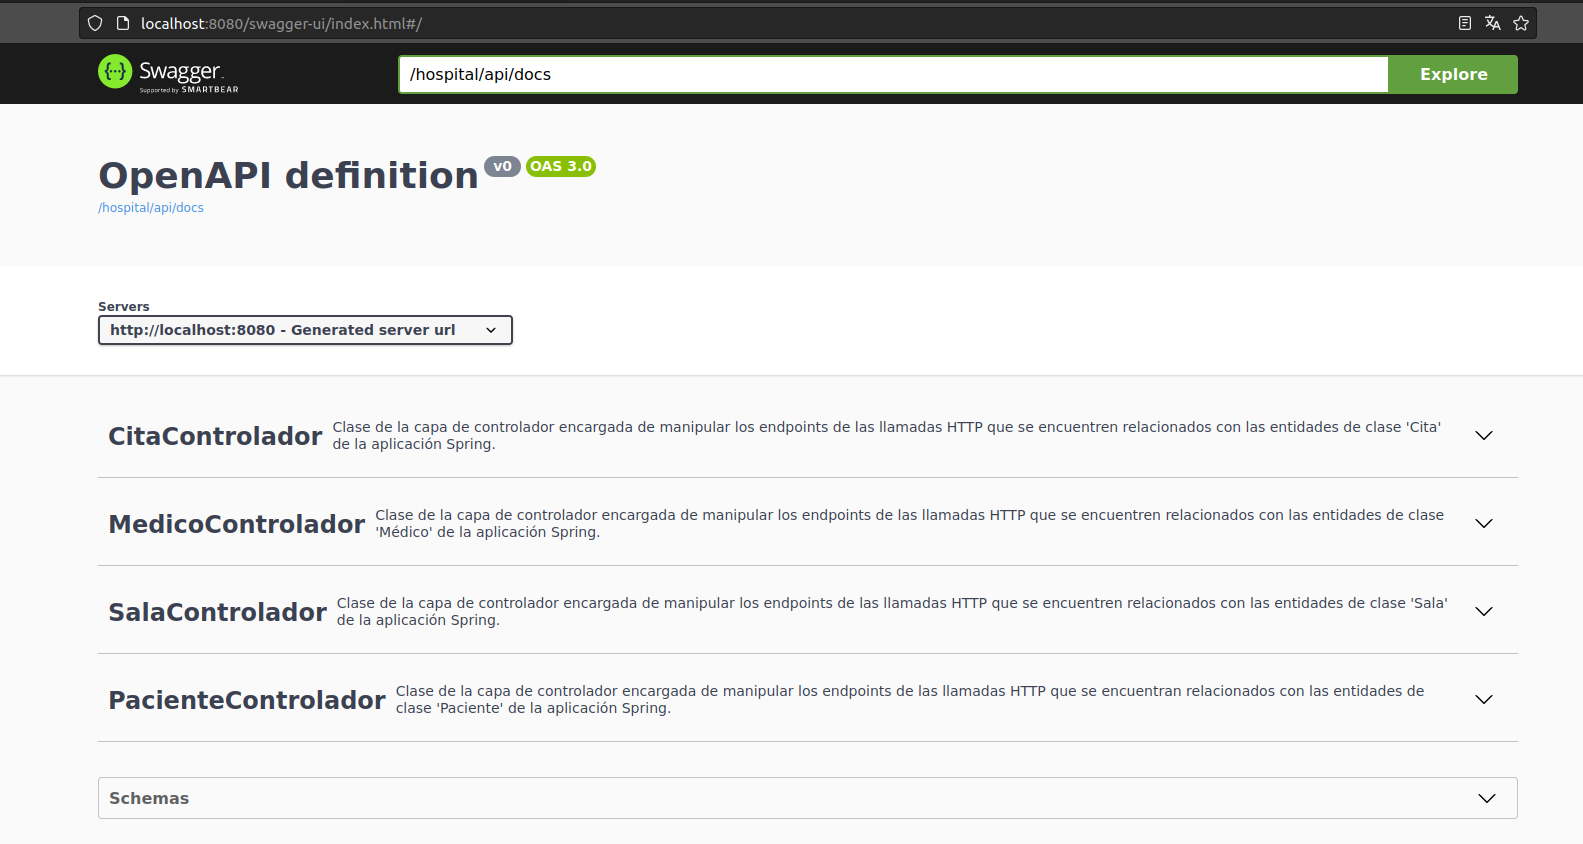 localhost:8080/swagger-ui/index.html#/
Swagger
Supported by SMARTBEAR
/hospital/api/docs
Explore
OpenAPI definition v0 OAS 3.0
/hospital/api/docs
Servers
http://localhost:8080 - Generated server url
CitaControlador
Clase de la capa de controlador encargada de manipular los endpoints de las llamadas HTTP que se encuentren relacionados con las entidades de clase 'Cita'
de la aplicación Spring.
MedicoControlador
Clase de la capa de controlador encargada de manipular los endpoints de las llamadas HTTP que se encuentren relacionados con las entidades de clase
'Médico' de la aplicación Spring.
SalaControlador
Clase de la capa de controlador encargada de manipular los endpoints de las llamadas HTTP que se encuentren relacionados con las entidades de clase 'Sala'
de la aplicación Spring.
PacienteControlador
Clase de la capa de controlador encargada de manipular los endpoints de las llamadas HTTP que se encuentran relacionados con las entidades de
clase 'Paciente' de la aplicación Spring.
Schemas